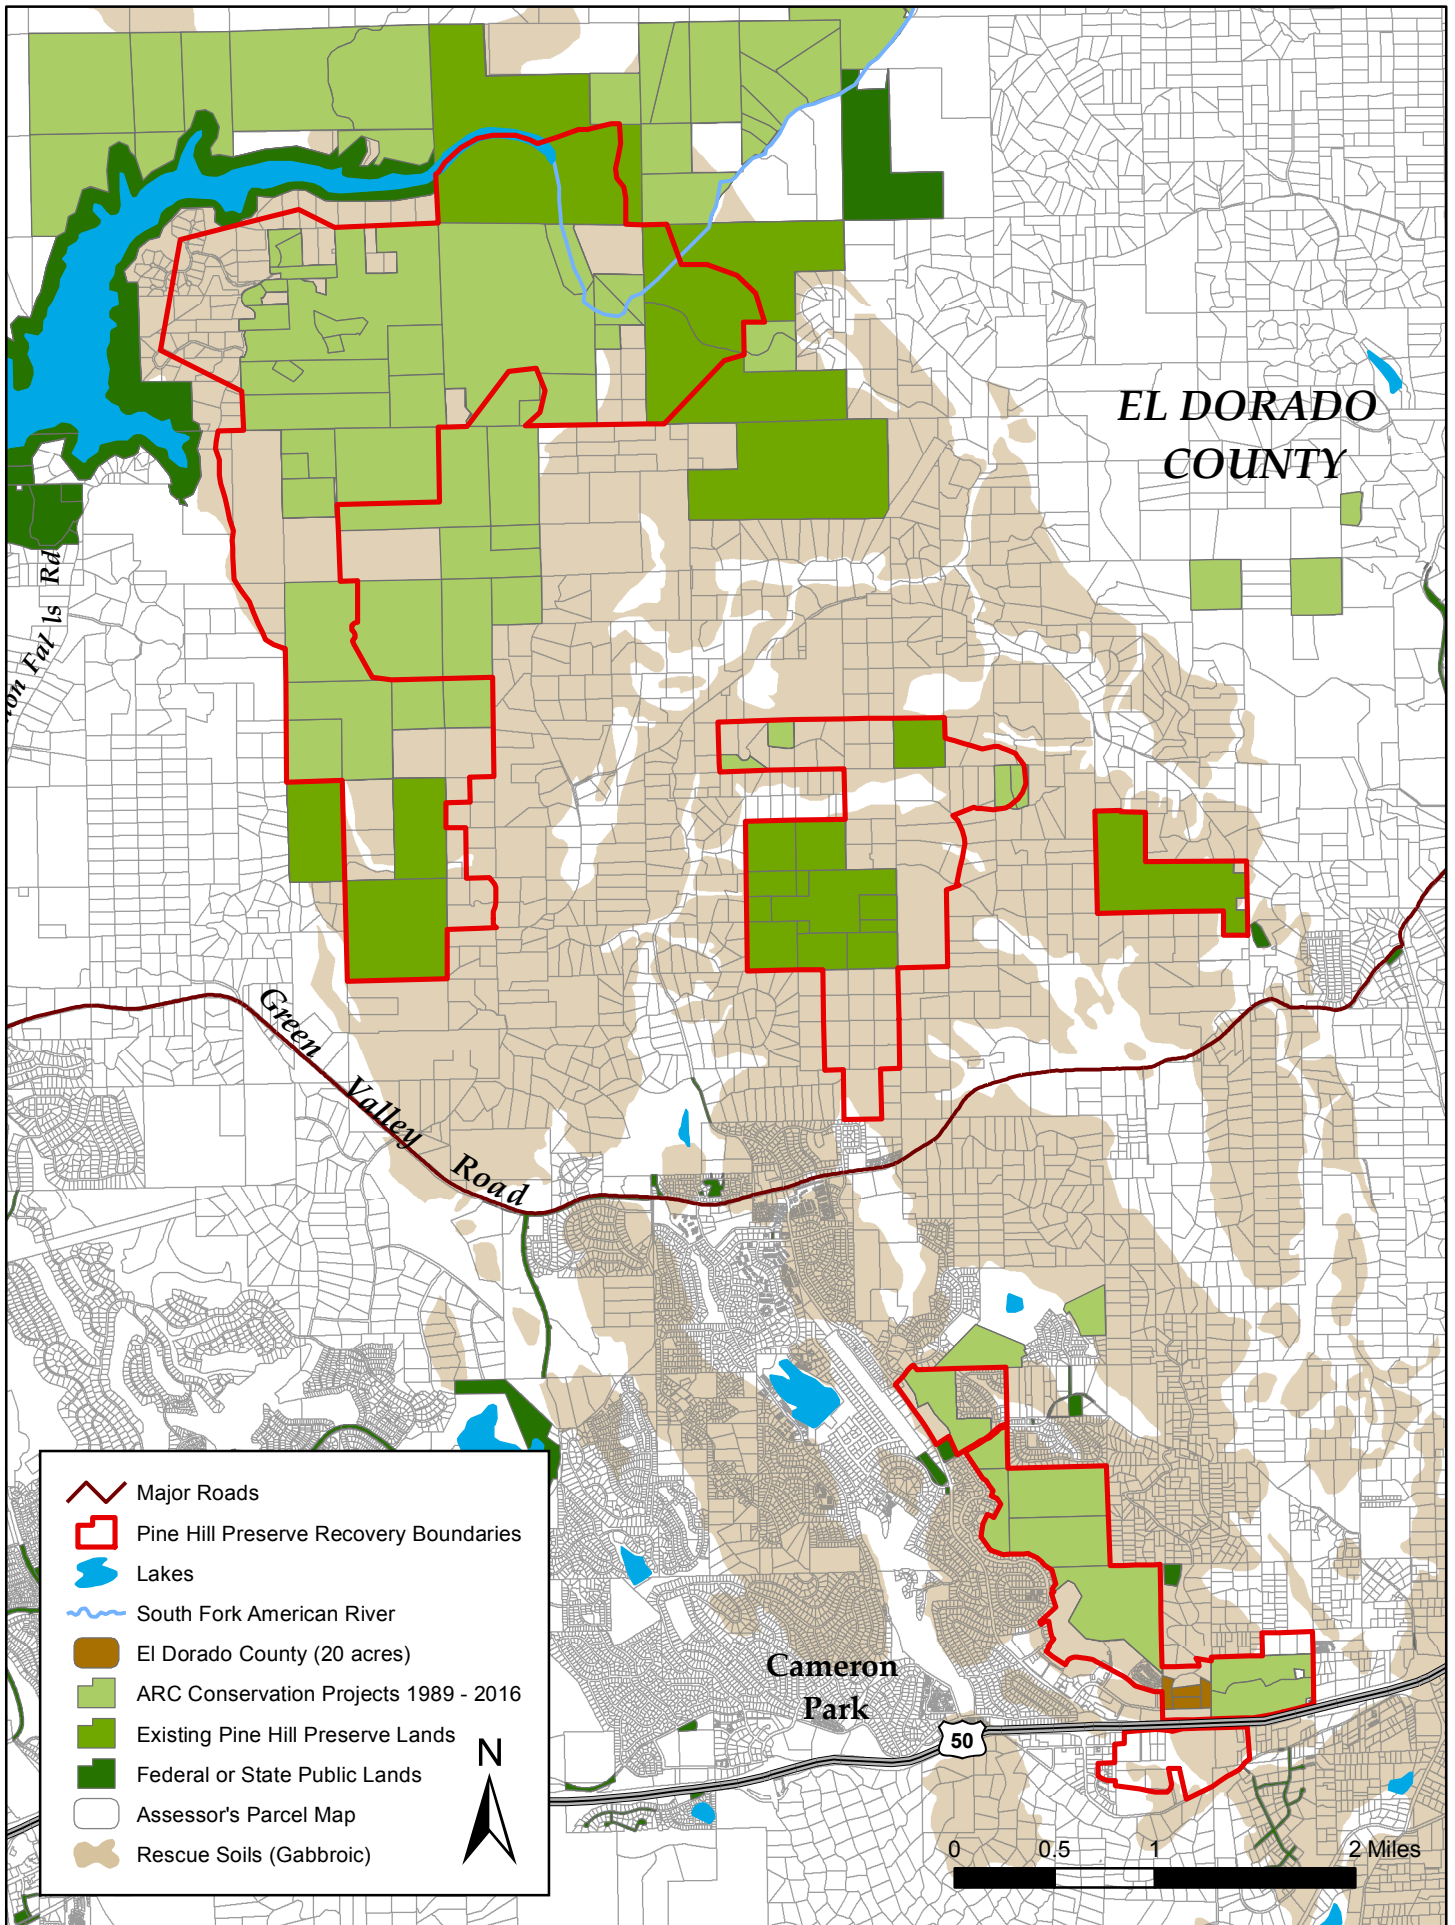 EL DORADO
COUNTY
Fal ls Rd
Green
Valley
Road
Cameron
Park
50
Major Roads
Pine Hill Preserve Recovery Boundaries
Lakes
South Fork American River
El Dorado County (20 acres)
ARC Conservation Projects 1989 - 2016
Existing Pine Hill Preserve Lands
Federal or State Public Lands
Assessor's Parcel Map
Rescue Soils (Gabbroic)
N
0 0.5 1 2 Miles